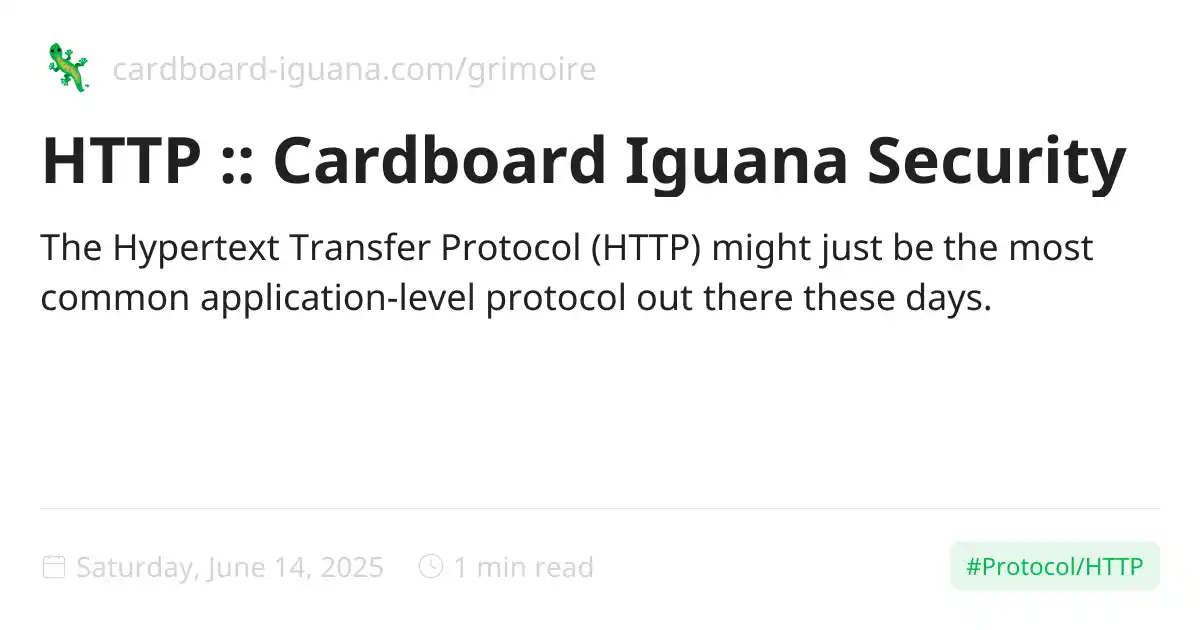 cardboard-iguana.com/grimoire
HTTP :: Cardboard Iguana Security
The Hypertext Transfer Protocol (HTTP) might just be the most
common application-level protocol out there these days.
Saturday, June 14, 2025 1 min read #Protocol/HTTP